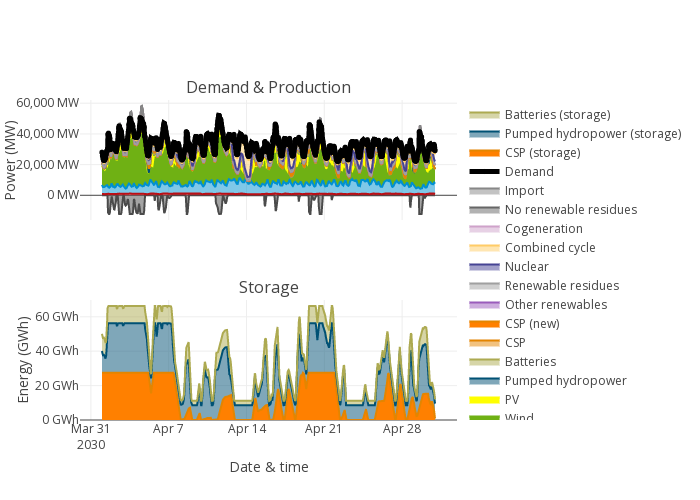 Demand & Production
60,000 MW
40,000 MW
20,000 MW
0 MW
Power (MW)
Storage
60 GWh
40 GWh
20 GWh
0 GWh
Energy (GWh)
Mar 31
2030
Apr 7
Apr 14
Apr 21
Apr 28
Date & time
Batteries (storage)
Pumped hydropower (storage)
CSP (storage)
Demand
Import
No renewable residues
Cogeneration
Combined cycle
Nuclear
Renewable residues
Other renewables
CSP (new)
CSP
Batteries
Pumped hydropower
PV
Wind